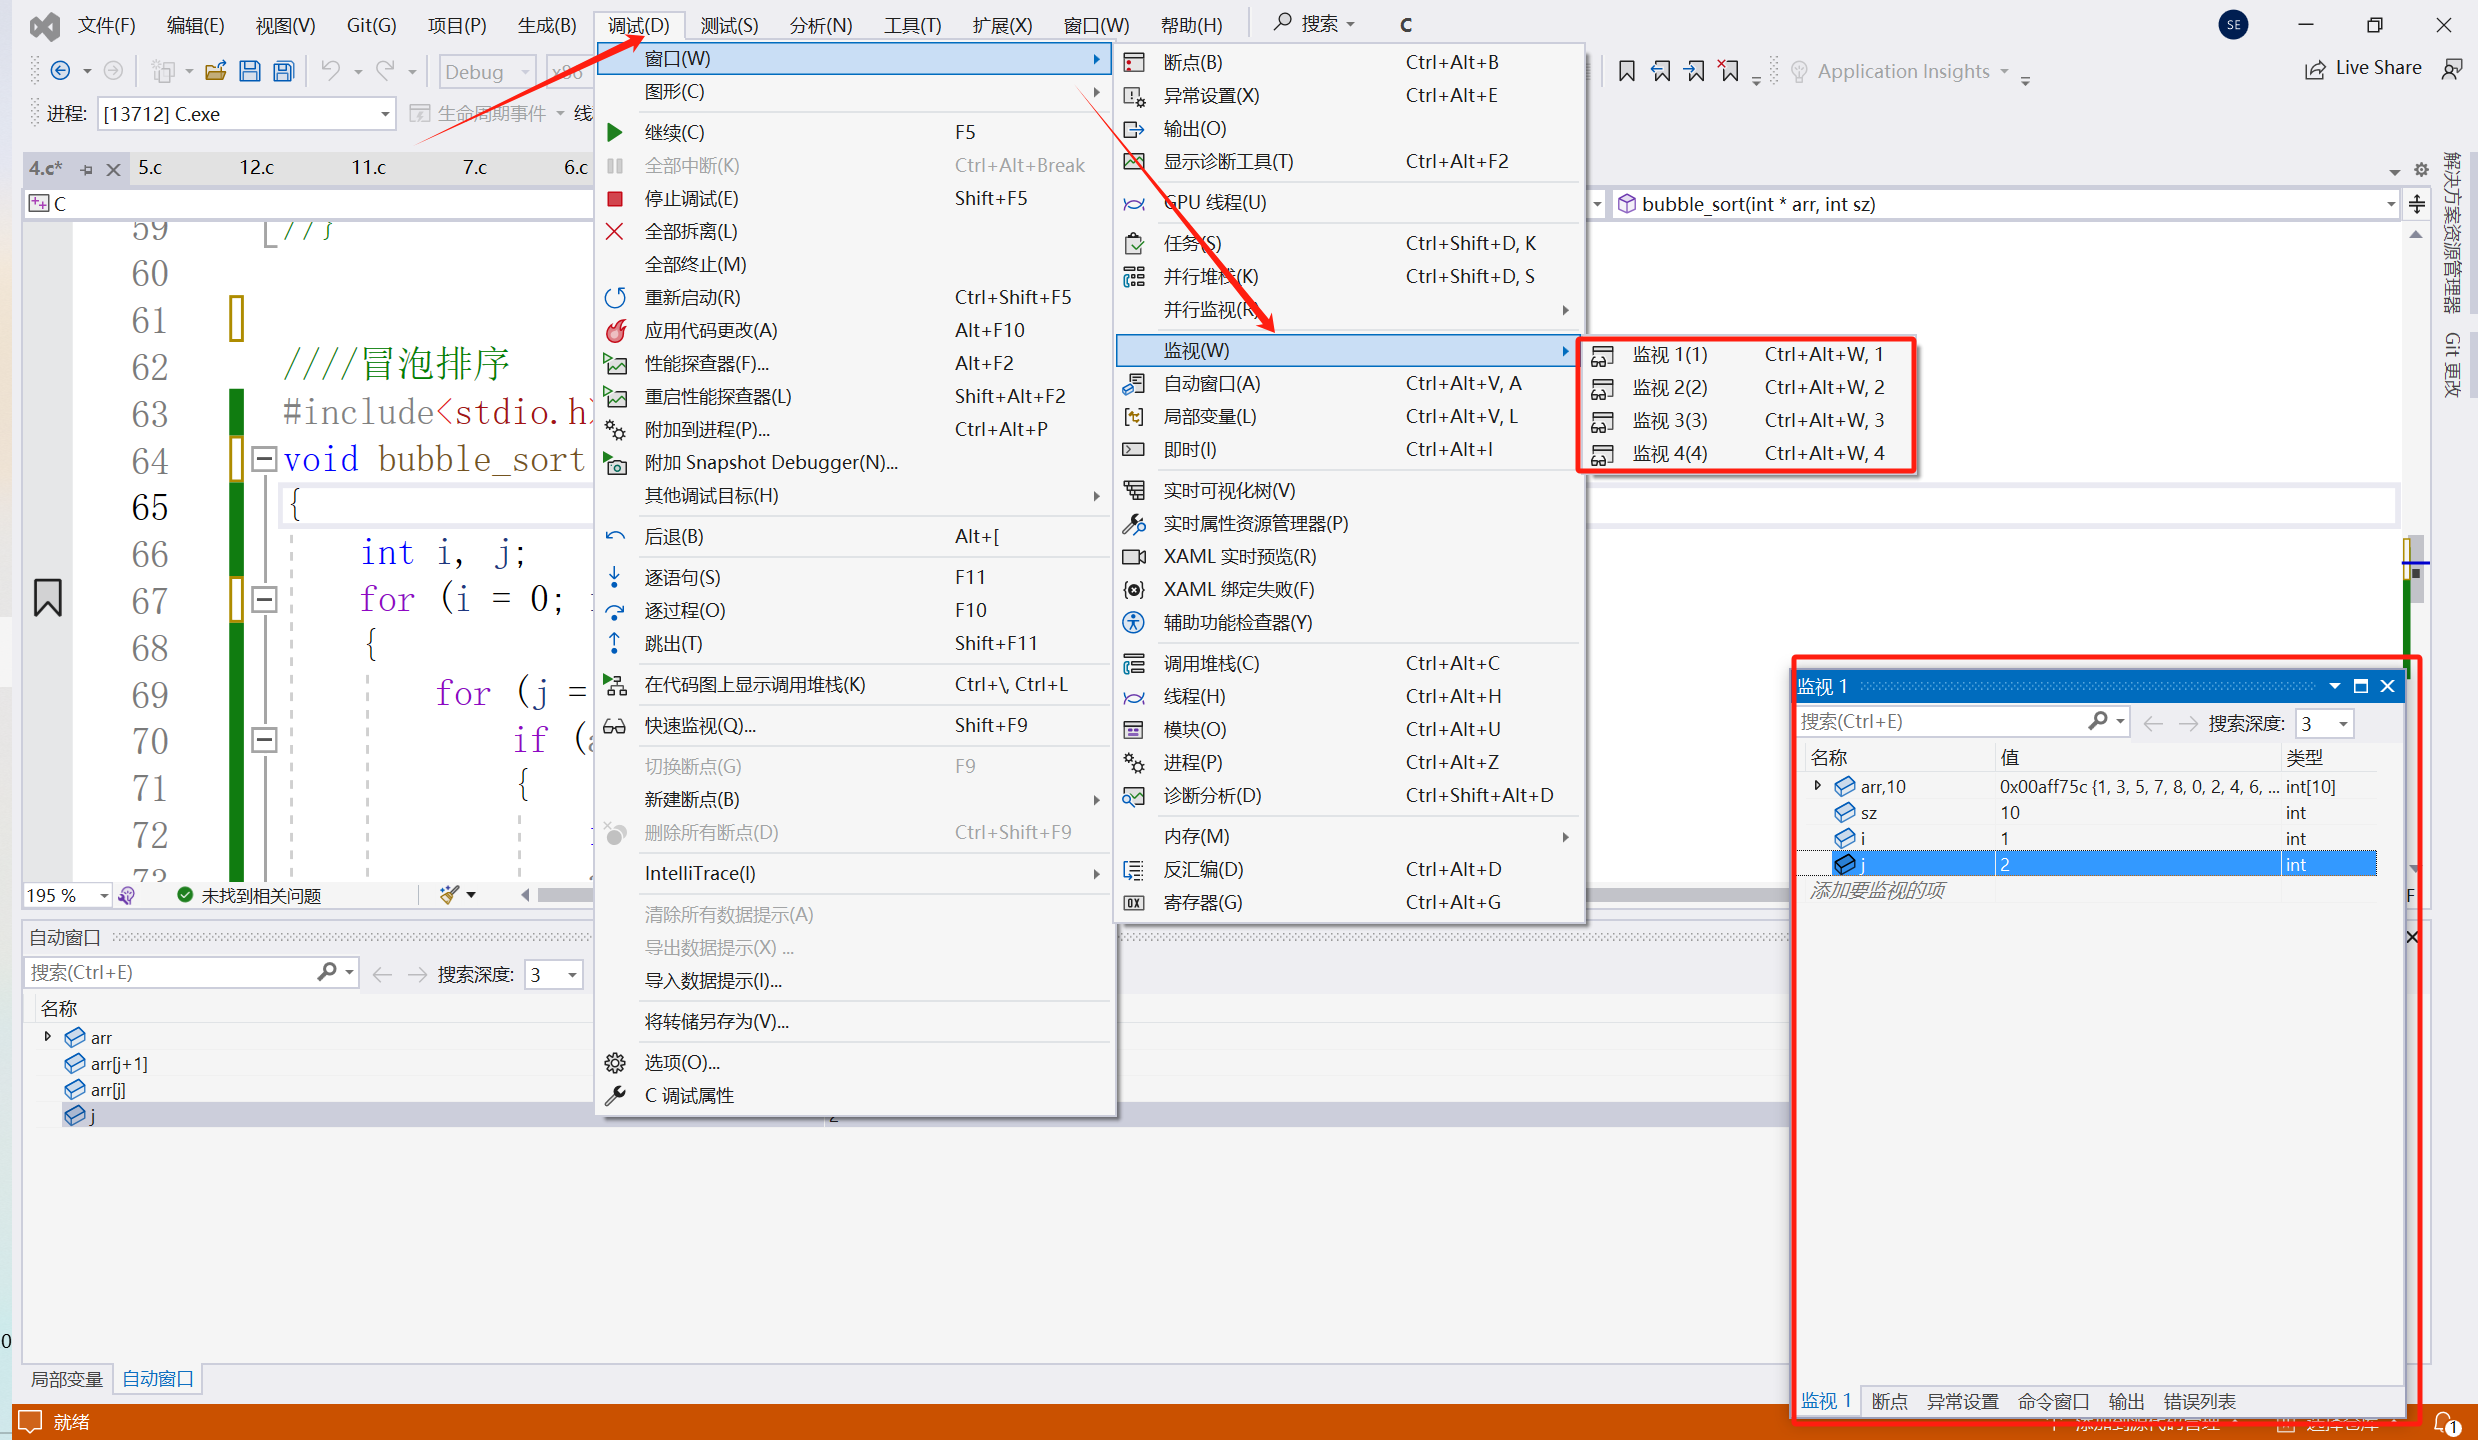 文件(F) 编辑(E) 视图(V) Git(G) 项目(P) 生成(B) 调试(D) 测试(S) 分析(N) 工具(T) 扩展(X) 窗口(W) 帮助(H) 搜索 C SE
Debug x86 Application Insights Live Share
进程: [13712] C.exe 生命周期事件
4.c* 5.c 12.c 11.c 7.c 6.c
C bubble_sort(int * arr, int sz)
59 //}
60
61
62 ////冒泡排序
63 #include<stdio.h>
64 void bubble_sort
65 {
66 int i, j;
67 for (i = 0;
68 {
69 for (j =
70 if (
71 {
72
73
195 % 未找到相关问题
窗口(W)
图形(C)
继续(C) F5
全部中断(K) Ctrl+Alt+Break
停止调试(E) Shift+F5
全部拆离(L)
全部终止(M)
重新启动(R) Ctrl+Shift+F5
应用代码更改(A) Alt+F10
性能探查器(F)... Alt+F2
重启性能探查器(L) Shift+Alt+F2
附加到进程(P)... Ctrl+Alt+P
附加 Snapshot Debugger(N)...
其他调试目标(H)
后退(B) Alt+[
逐语句(S) F11
逐过程(O) F10
跳出(T) Shift+F11
在代码图上显示调用堆栈(K) Ctrl+\, Ctrl+L
快速监视(Q)... Shift+F9
切换断点(G) F9
新建断点(B)
删除所有断点(D) Ctrl+Shift+F9
IntelliTrace(I)
清除所有数据提示(A)
导出数据提示(X) ...
导入数据提示(I)...
将转储另存为(V)...
选项(O)...
C 调试属性
断点(B) Ctrl+Alt+B
异常设置(X) Ctrl+Alt+E
输出(O)
显示诊断工具(T) Ctrl+Alt+F2
GPU 线程(U)
任务(S) Ctrl+Shift+D, K
并行堆栈(K) Ctrl+Shift+D, S
并行监视(R)
监视(W)
自动窗口(A) Ctrl+Alt+V, A
局部变量(L) Ctrl+Alt+V, L
即时(I) Ctrl+Alt+I
实时可视化树(V)
实时属性资源管理器(P)
XAML 实时预览(R)
XAML 绑定失败(F)
辅助功能检查器(Y)
调用堆栈(C) Ctrl+Alt+C
线程(H) Ctrl+Alt+H
模块(O) Ctrl+Alt+U
进程(P) Ctrl+Alt+Z
诊断分析(D) Ctrl+Shift+Alt+D
内存(M)
反汇编(D) Ctrl+Alt+D
寄存器(G) Ctrl+Alt+G
监视 1(1) Ctrl+Alt+W, 1
监视 2(2) Ctrl+Alt+W, 2
监视 3(3) Ctrl+Alt+W, 3
监视 4(4) Ctrl+Alt+W, 4
解决方案资源管理器
Git 更改
监视 1
搜索(Ctrl+E) 搜索深度: 3
名称 值 类型
arr,10 0x00aff75c {1, 3, 5, 7, 8, 0, 2, 4, 6, ... int[10]
sz 10 int
i 1 int
j 2 int
添加要监视的项
监视 1 断点 异常设置 命令窗口 输出 错误列表
自动窗口
搜索(Ctrl+E) 搜索深度: 3
名称
arr
arr[j+1]
arr[j]
j 2
局部变量 自动窗口
就绪 1